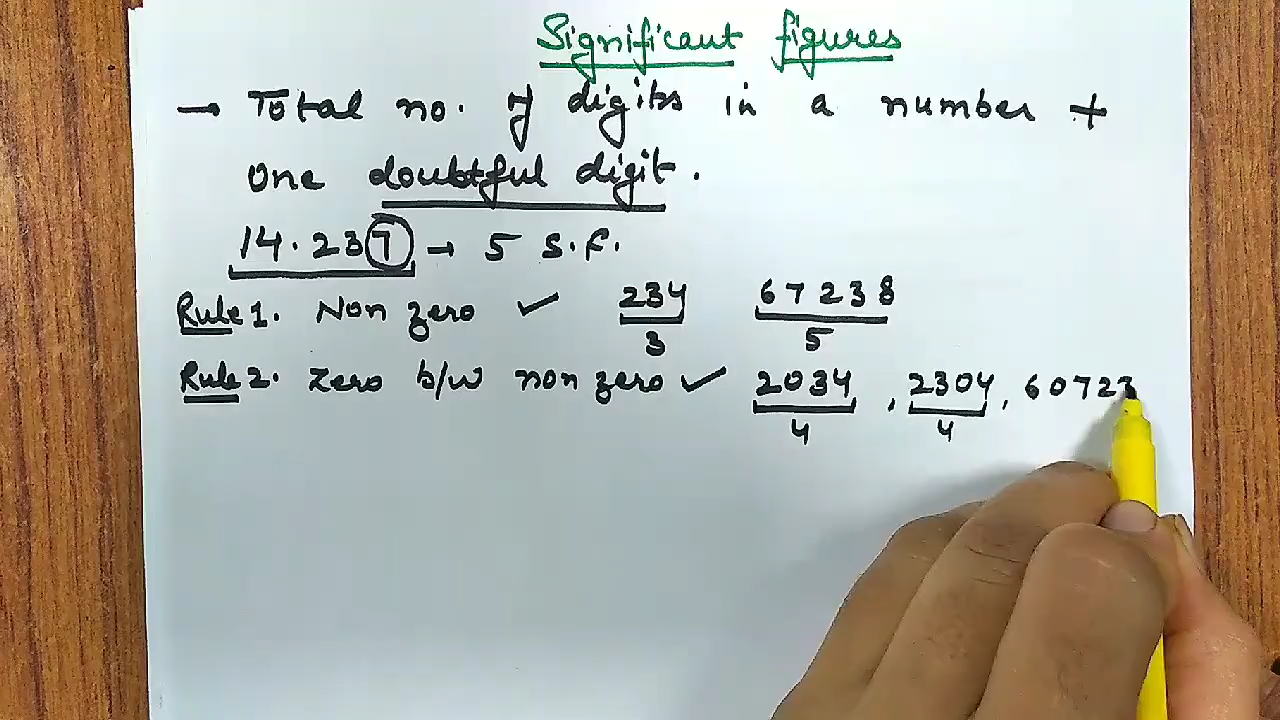 Significant figures
→ Total no. of digits in a number +
one doubtful digit.
14.237 → 5 S.F.
Rule 1. Non zero ✓ 234 67238
3 5
Rule 2. Zero b/w non zero ✓ 2034, 2304, 60723
4 4